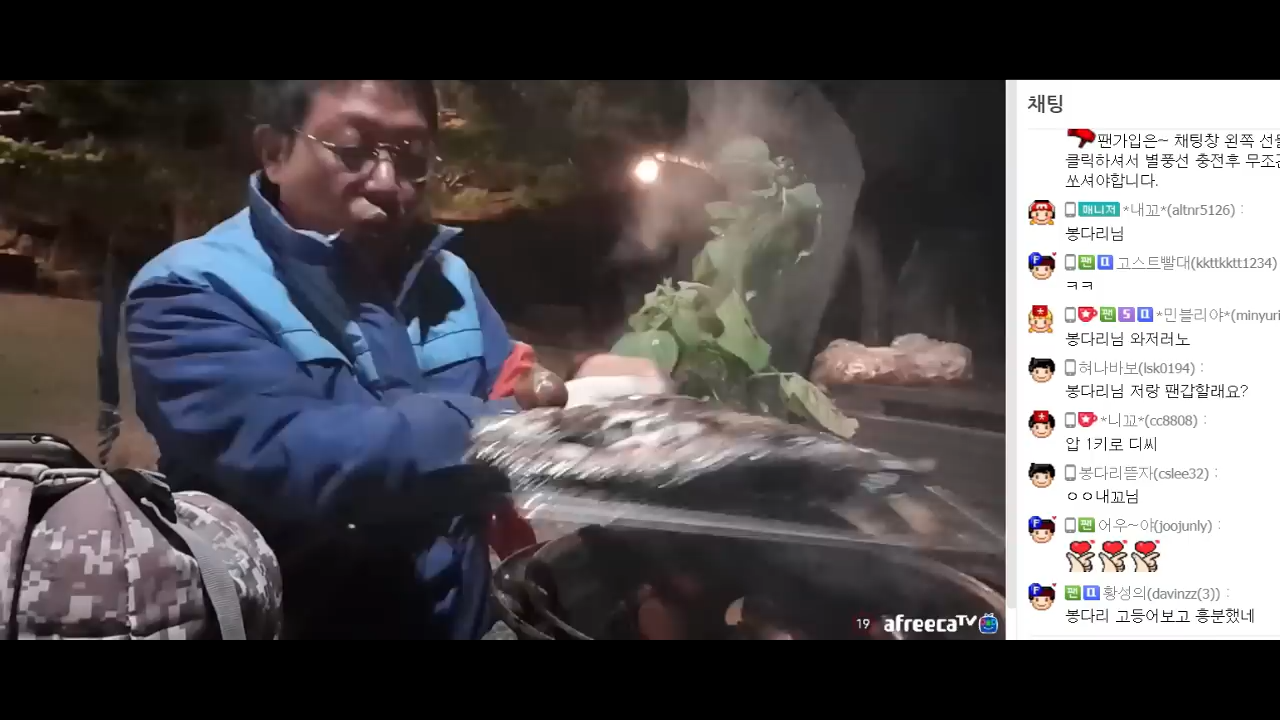 채팅
팬가입은~ 채팅창 왼쪽
클릭하셔서 별풍선 충전후
쏘셔야합니다.
매니저 *내꼬*(altnr5126) :
봉다리님
팬 고스트빨대(kkttkktt1234)
ㅋㅋ
팬 S *민블리야*(minyuri
봉다리님 와저러노
혀나바보(lsk0194) :
봉다리님 저랑 팬갑할래요?
*니꼬*(cc8808) :
압 1키로 디씨
봉다리뜯자(cslee32) :
ㅇㅇ내꼬님
팬 어우~야(joojunly) :
팬 황성의(davinzz(3)) :
봉다리 고등어보고 흥분했네
19 afreecaTV